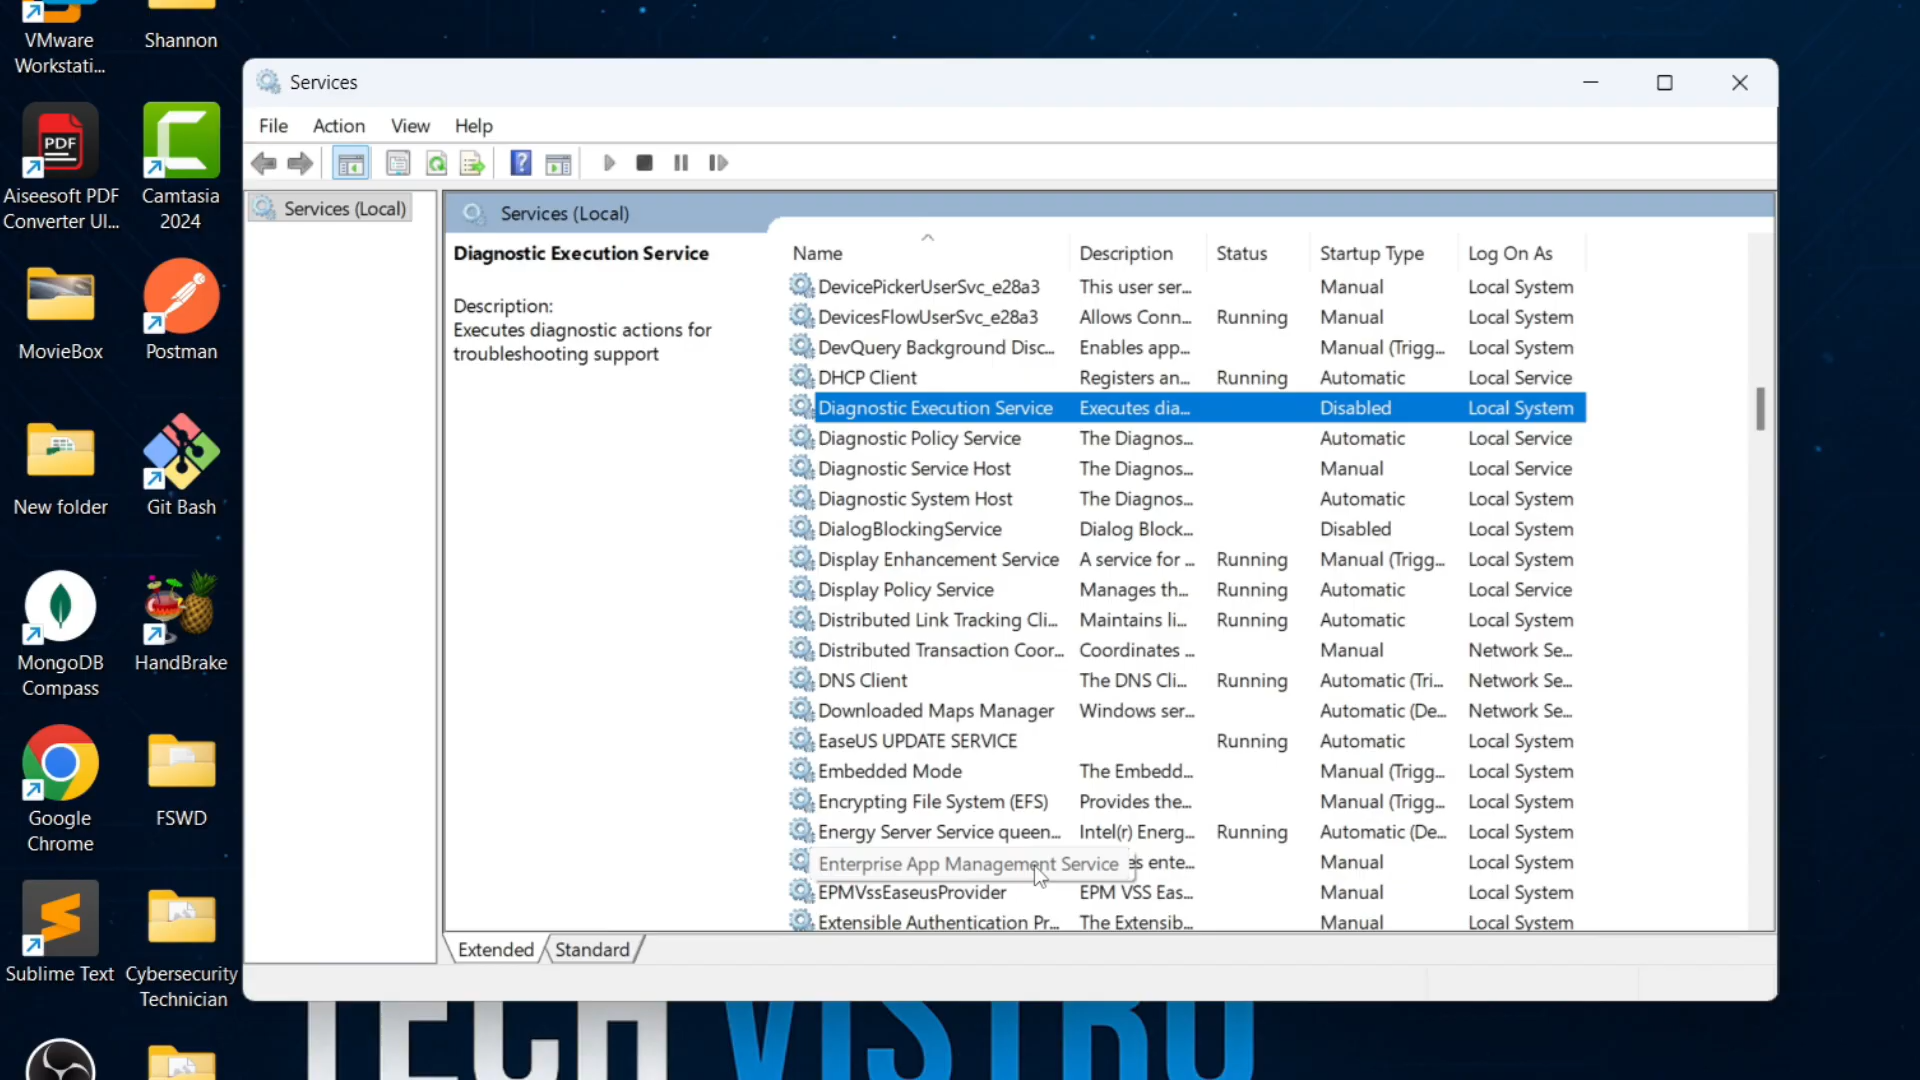 VMware
Workstati...
Shannon
PDF
Aiseesoft PDF
Converter Ul...
Camtasia
2024
MovieBox
Postman
New folder
Git Bash
MongoDB
Compass
HandBrake
Google
Chrome
FSWD
Sublime Text
Cybersecurity
Technician
Services
File Action View Help
Services (Local)
Services (Local)
Diagnostic Execution Service
Description:
Executes diagnostic actions for
troubleshooting support
Name Description Status Startup Type Log On As
DevicePickerUserSvc_e28a3 This user ser... Manual Local System
DevicesFlowUserSvc_e28a3 Allows Conn... Running Manual Local System
DevQuery Background Disc... Enables app... Manual (Trigg... Local System
DHCP Client Registers an... Running Automatic Local Service
Diagnostic Execution Service Executes dia... Disabled Local System
Diagnostic Policy Service The Diagnos... Automatic Local Service
Diagnostic Service Host The Diagnos... Manual Local Service
Diagnostic System Host The Diagnos... Automatic Local System
DialogBlockingService Dialog Block... Disabled Local System
Display Enhancement Service A service for ... Running Manual (Trigg... Local System
Display Policy Service Manages th... Running Automatic Local Service
Distributed Link Tracking Cli... Maintains li... Running Automatic Local System
Distributed Transaction Coor... Coordinates ... Manual Network Se...
DNS Client The DNS Cli... Running Automatic (Tri... Network Se...
Downloaded Maps Manager Windows ser... Automatic (De... Network Se...
EaseUS UPDATE SERVICE Running Automatic Local System
Embedded Mode The Embedd... Manual (Trigg... Local System
Encrypting File System (EFS) Provides the... Manual (Trigg... Local System
Energy Server Service queen... Intel(r) Energ... Running Automatic (De... Local System
Enterprise App Management Service es ente... Manual Local System
EPMVssEaseusProvider EPM VSS Eas... Manual Local System
Extensible Authentication Pr... The Extensib... Manual Local System
Extended Standard
TECH VISTRO